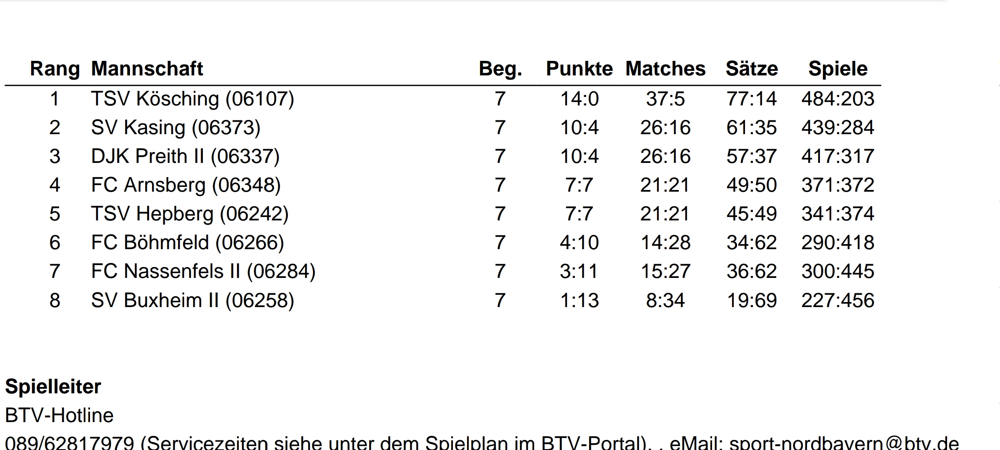 Rang Mannschaft Beg. Punkte Matches Sätze Spiele
1 TSV Kösching (06107) 7 14:0 37:5 77:14 484:203
2 SV Kasing (06373) 7 10:4 26:16 61:35 439:284
3 DJK Preith II (06337) 7 10:4 26:16 57:37 417:317
4 FC Arnsberg (06348) 7 7:7 21:21 49:50 371:372
5 TSV Hepberg (06242) 7 7:7 21:21 45:49 341:374
6 FC Böhmfeld (06266) 7 4:10 14:28 34:62 290:418
7 FC Nassenfels II (06284) 7 3:11 15:27 36:62 300:445
8 SV Buxheim II (06258) 7 1:13 8:34 19:69 227:456
Spielleiter
BTV-Hotline
089/62817979 (Servicezeiten siehe unter dem Spielplan im BTV-Portal), , eMail: sport-nordbayern@btv.de